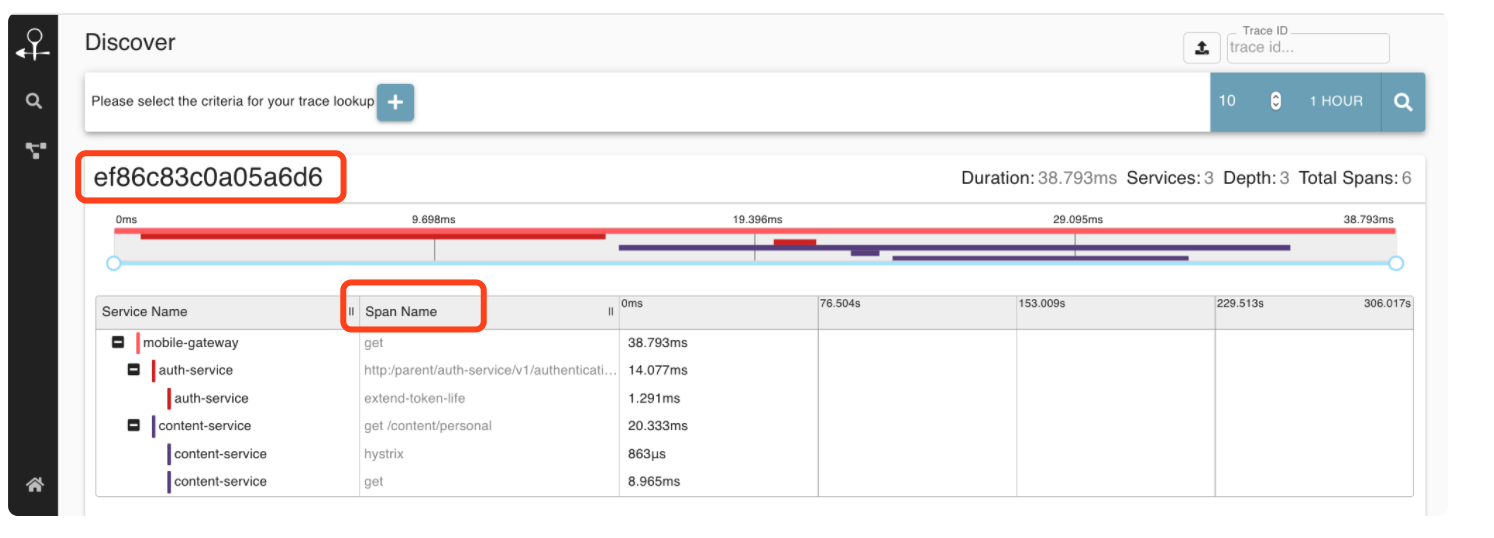 Discover
Trace ID
trace id...
Please select the criteria for your trace lookup
10 1 HOUR
ef86c83c0a05a6d6
Duration: 38.793ms Services: 3 Depth: 3 Total Spans: 6
0ms 9.698ms 19.396ms 29.095ms 38.793ms
Service Name Span Name 0ms 76.504s 153.009s 229.513s 306.017s
mobile-gateway get 38.793ms
auth-service http:/parent/auth-service/v1/authenticati... 14.077ms
auth-service extend-token-life 1.291ms
content-service get /content/personal 20.333ms
content-service hystrix 863μs
content-service get 8.965ms